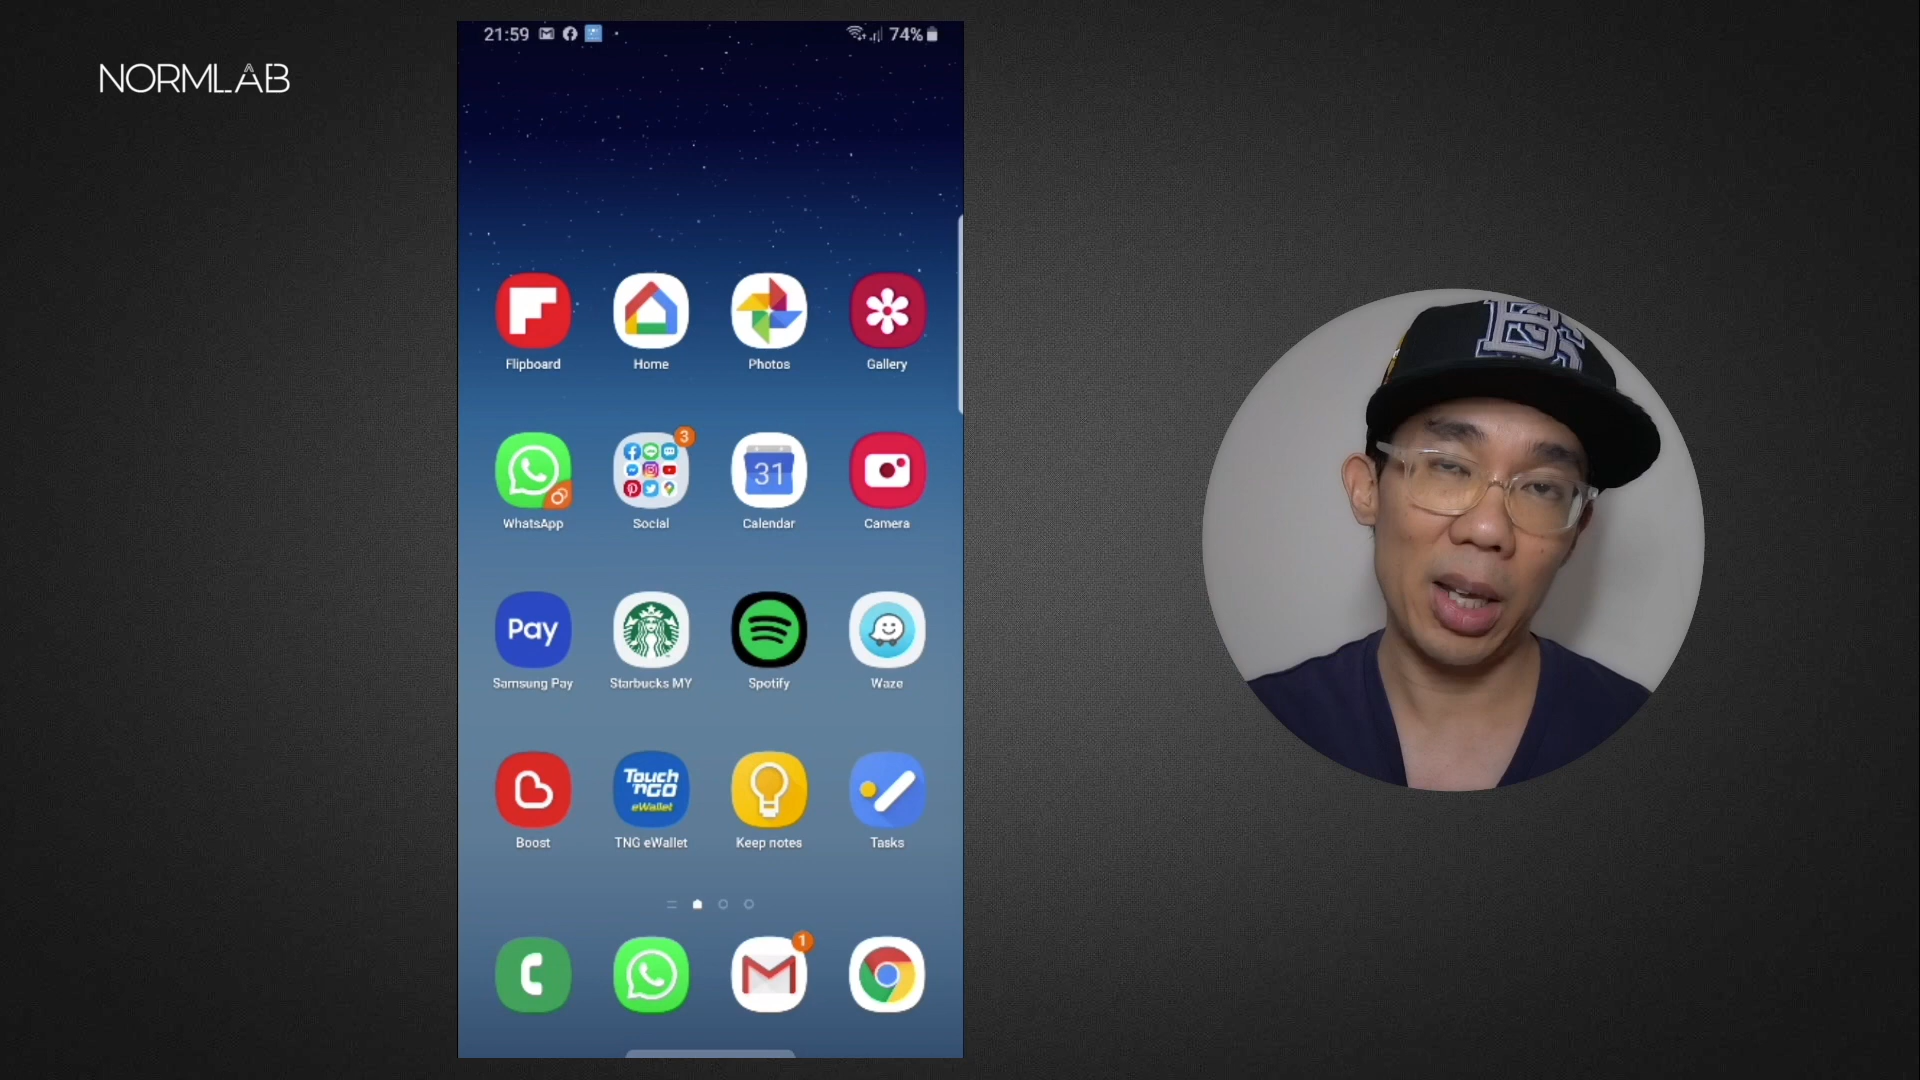 21:59 74%
NORMLAB
Flipboard Home Photos Gallery
3
31
WhatsApp Social Calendar Camera
Pay
Samsung Pay Starbucks MY Spotify Waze
Touch
'nGO
eWallet
Boost TNG eWallet Keep notes Tasks
1